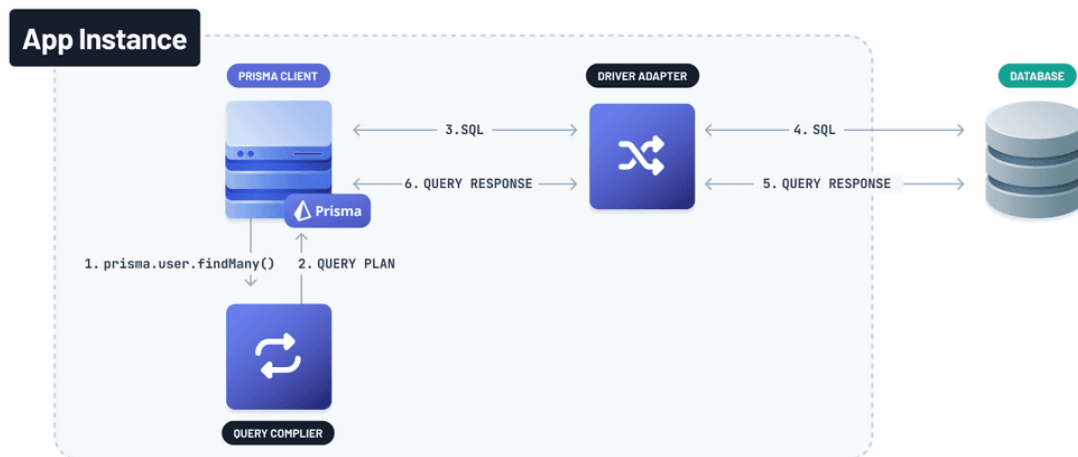 App Instance
PRISMA CLIENT
DRIVER ADAPTER
DATABASE
3.SQL
4. SQL
6. QUERY RESPONSE
5. QUERY RESPONSE
Prisma
1. prisma.user.findMany()
2. QUERY PLAN
QUERY COMPLIER